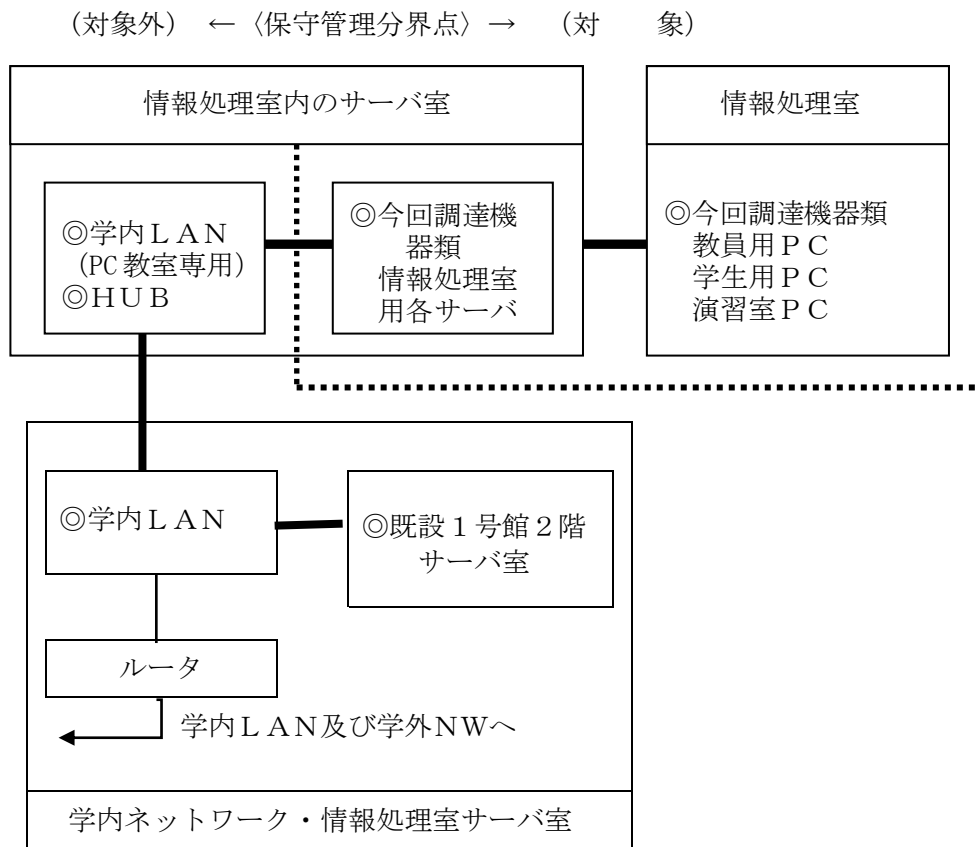 （対象外） ←〈保守管理分界点〉→ （対　　象）
情報処理室内のサーバ室
情報処理室
◎学内ＬＡＮ
（PC教室専用）
◎ＨＵＢ
◎今回調達機
器類
情報処理室
用各サーバ
◎今回調達機器類
教員用ＰＣ
学生用ＰＣ
演習室ＰＣ
◎学内ＬＡＮ
◎既設１号館２階
サーバ室
ルータ
学内ＬＡＮ及び学外NWへ
学内ネットワーク・情報処理室サーバ室